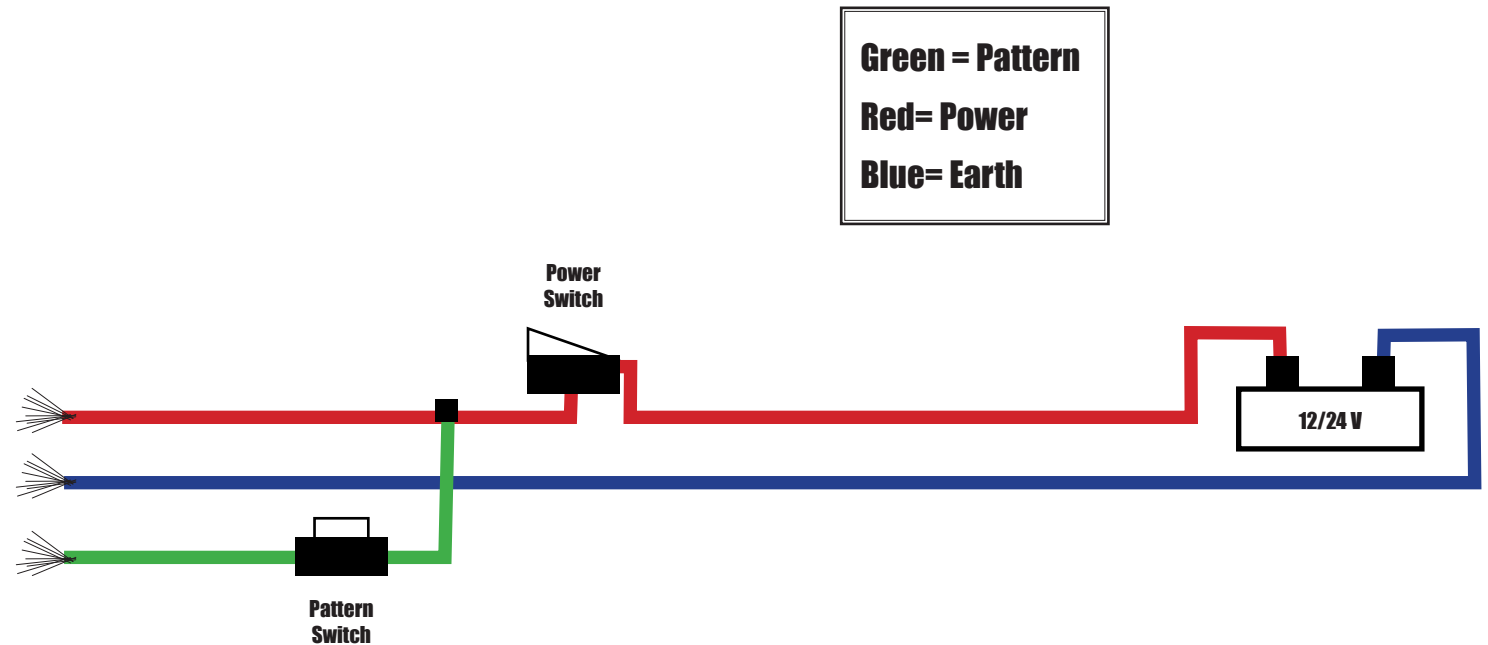 Green = Pattern
Red= Power
Blue= Earth
Power
Switch
12/24 V
Pattern
Switch